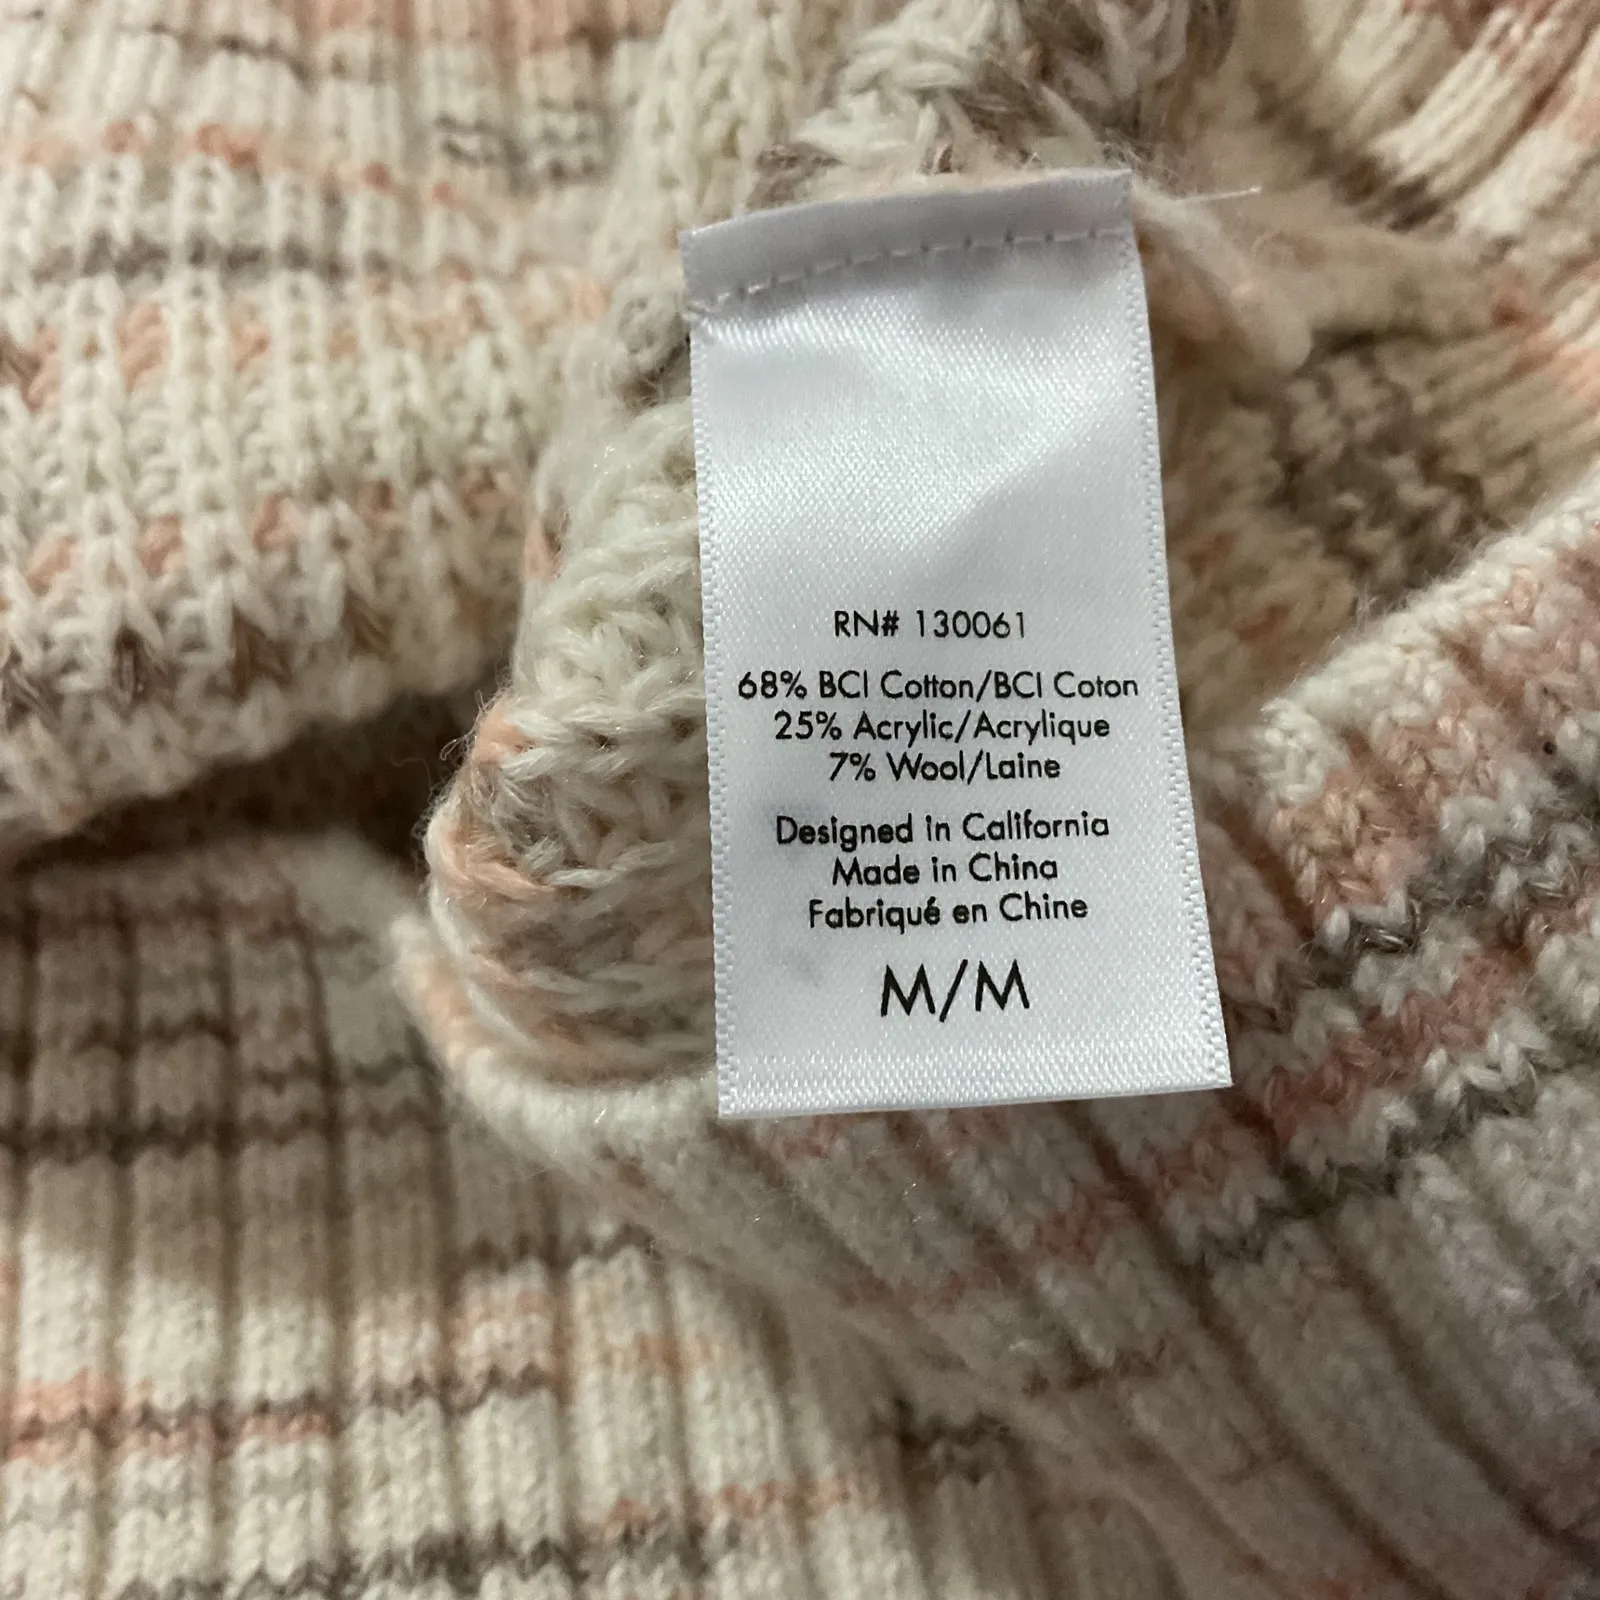 RN# 130061
68% BCI Cotton/BCI Coton
25% Acrylic/Acrylique
7% Wool/Laine
Designed in California
Made in China
Fabriqué en Chine
M/M